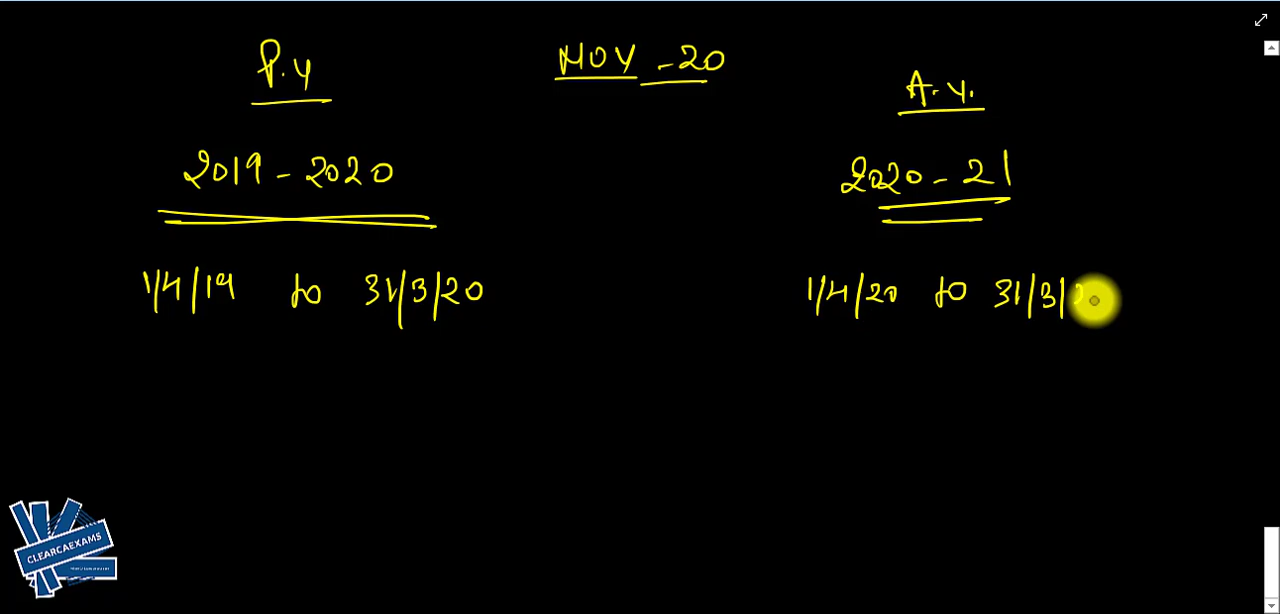 P.Y
NOV - 20
A.Y.
2019 - 2020
2020 - 21
1/4/19 to 31/3/20
1/4/20 to 31/3/
CLEARCAEXAMS